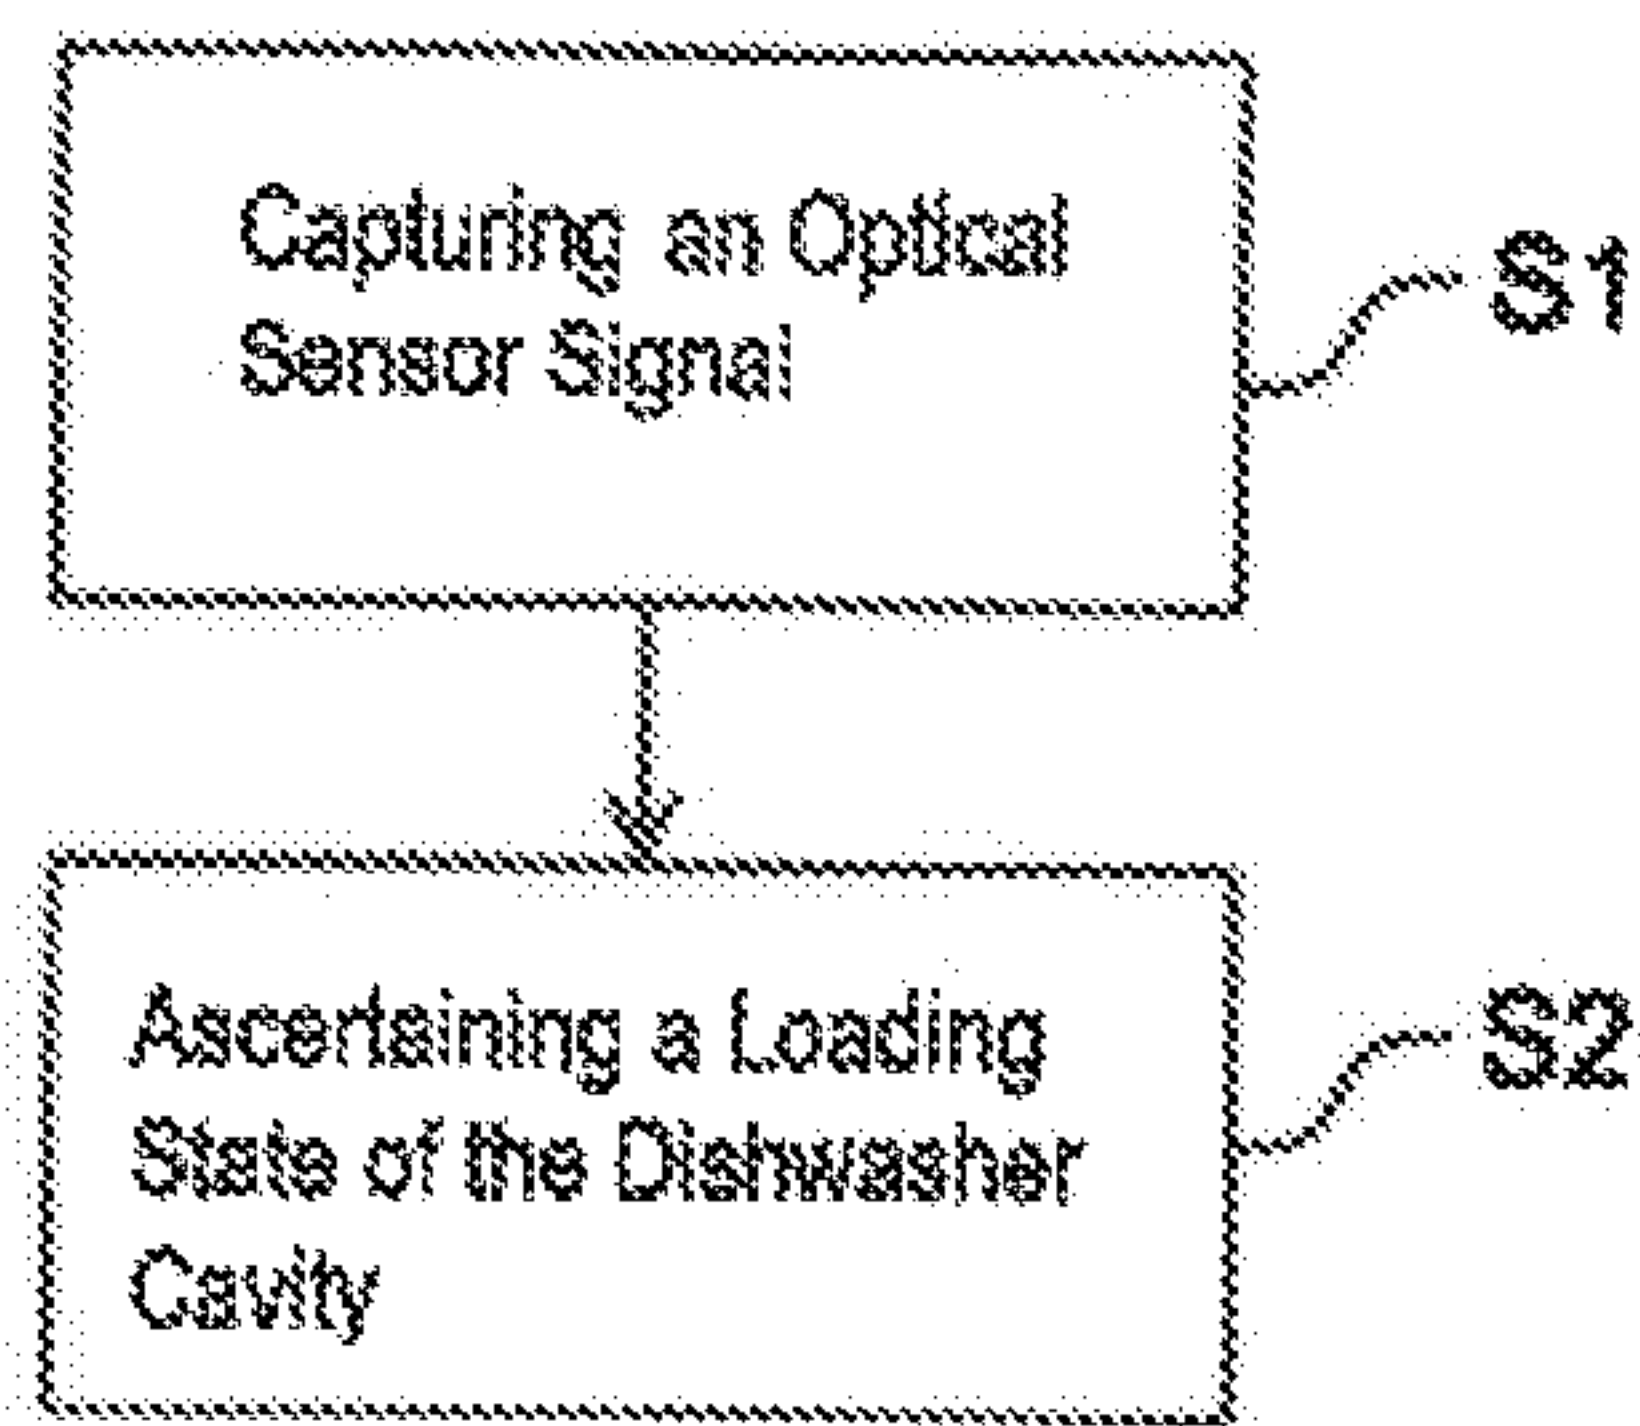 Capturing an Optical
Sensor Signal
S1
Ascertaining a Loading
State of the Dishwasher
Cavity
S2